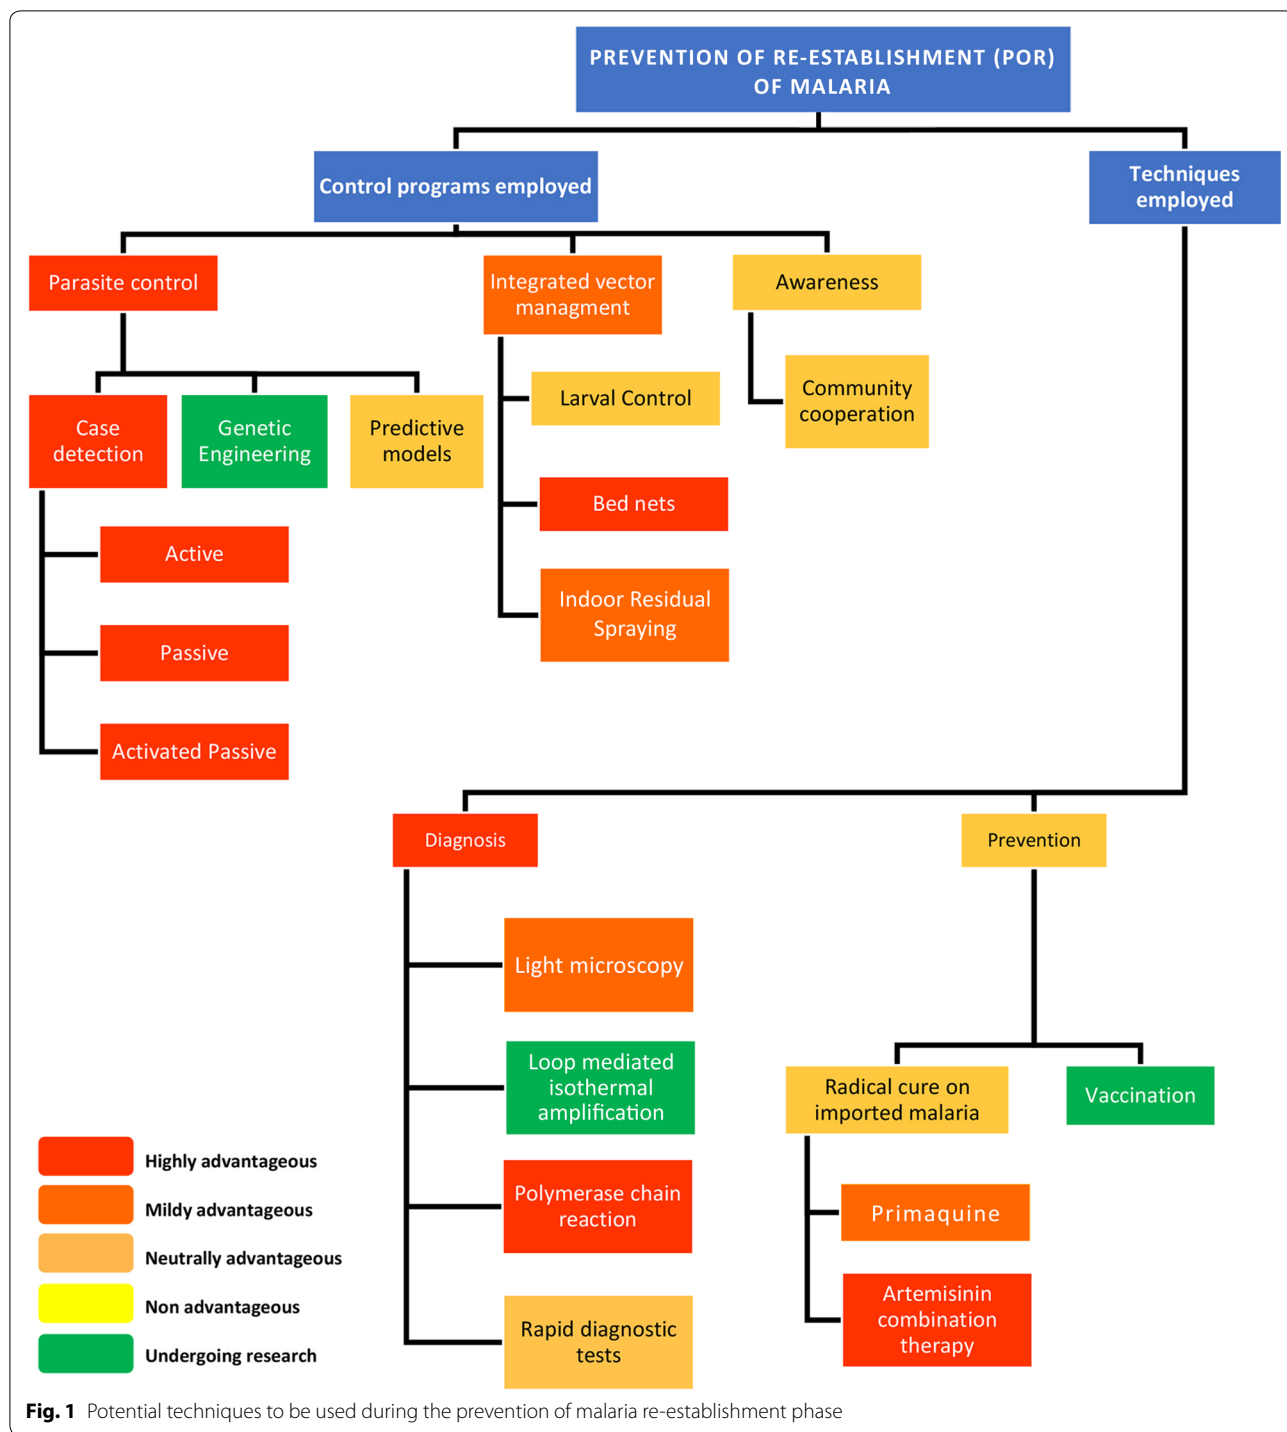 PREVENTION OF RE-ESTABLISHMENT (POR)
OF MALARIA
Control programs employed
Techniques
employed
Parasite control
Integrated vector
managment
Awareness
Case
detection
Genetic
Engineering
Predictive
models
Larval Control
Community
cooperation
Bed nets
Active
Indoor Residual
Spraying
Passive
Activated Passive
Diagnosis
Prevention
Light microscopy
Loop mediated
isothermal
amplification
Radical cure on
imported malaria
Vaccination
Polymerase chain
reaction
Primaquine
Artemisinin
combination
therapy
Rapid diagnostic
tests
Highly advantageous
Mildy advantageous
Neutrally advantageous
Non advantageous
Undergoing research
Fig. 1 Potential techniques to be used during the prevention of malaria re-establishment phase